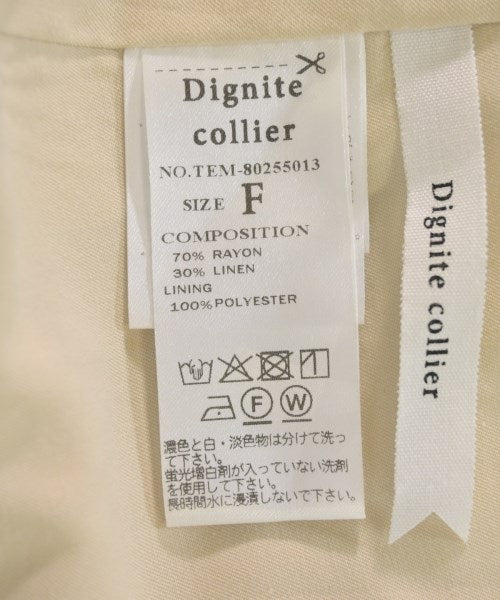 Dignite
collier
NO.TEM-80255013
SIZE F
COMPOSITION
70% RAYON
30% LINEN
LINING
100%POLYESTER
F W
濃色と白・淡色物は分けて洗っ
て下さい。
蛍光増白剤が入っていない洗剤
を使用して下さい。
長時間水に浸漬しないで下さい。
Dignite collier